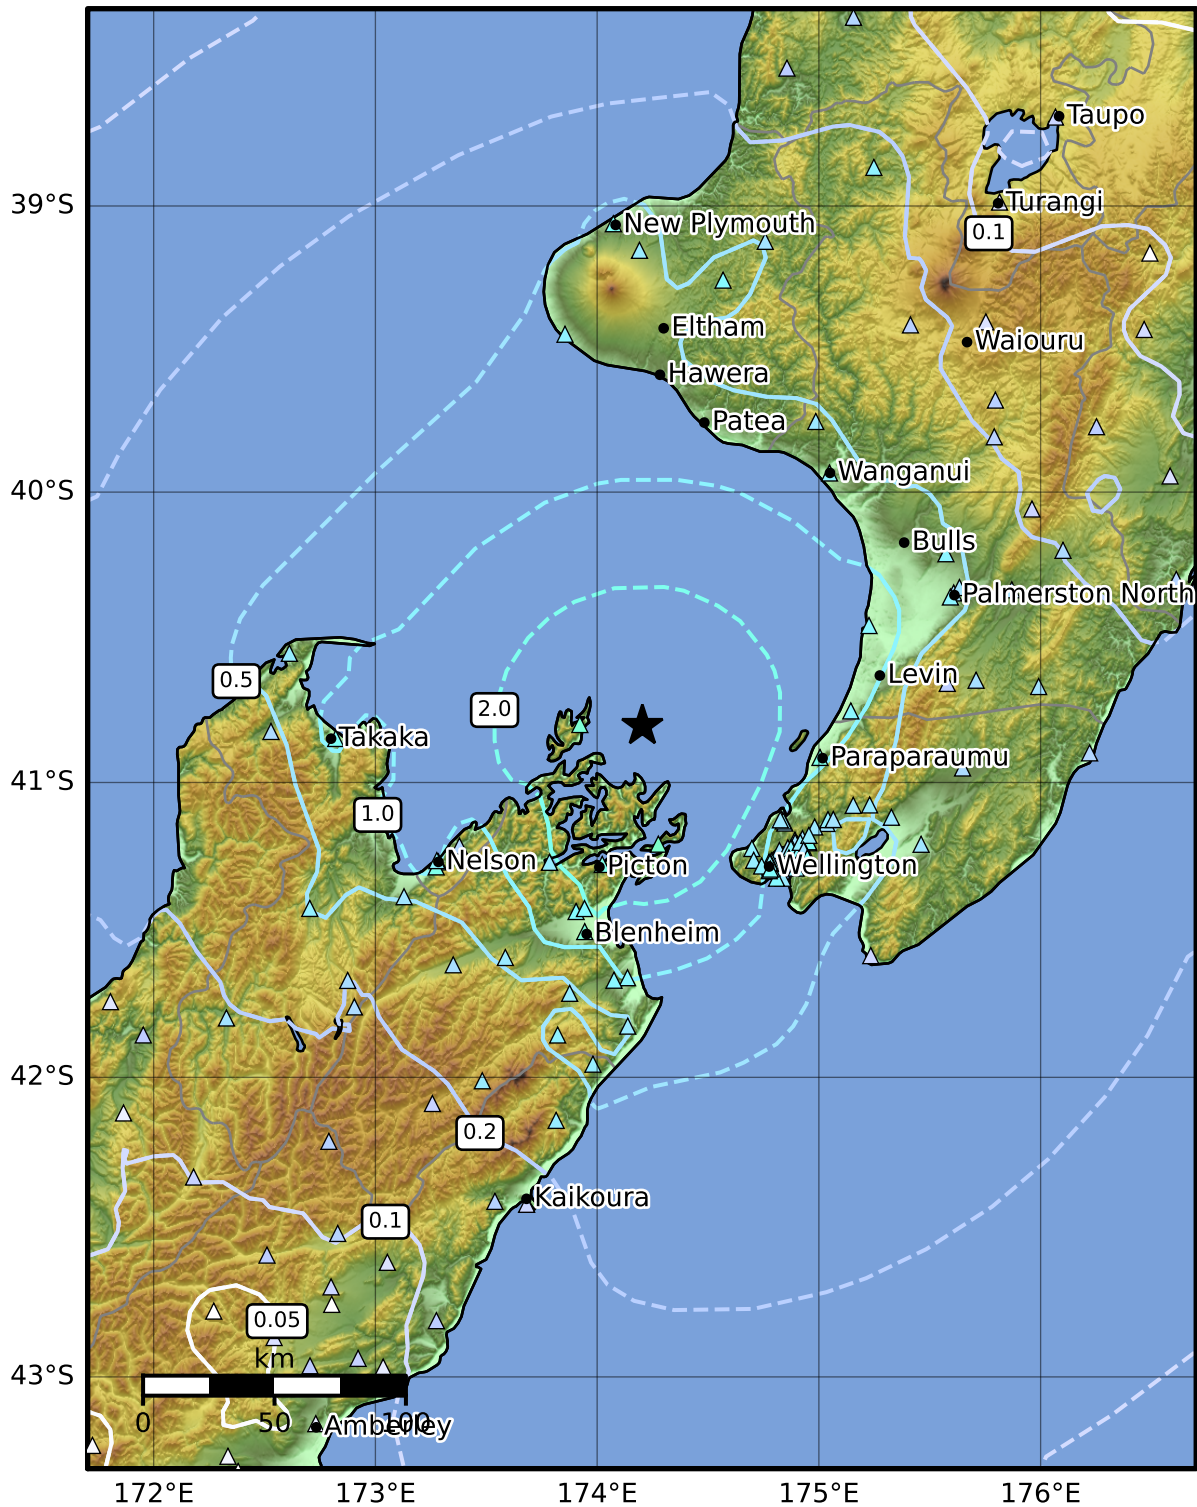 Taupo
39°S
Turangi
New Plymouth
0.1
Eltham
Waiouru
Hawera
Patea
40°S
Wanganui
Bulls
Palmerston North
0.5
Levin
2.0
Takaka
Paraparaumu
41°S
1.0
Nelson
Picton
Wellington
Blenheim
42°S
0.2
Kaikoura
0.1
0.05
km
43°S
0
50
100
Amberley
172°E
173°E
174°E
175°E
176°E